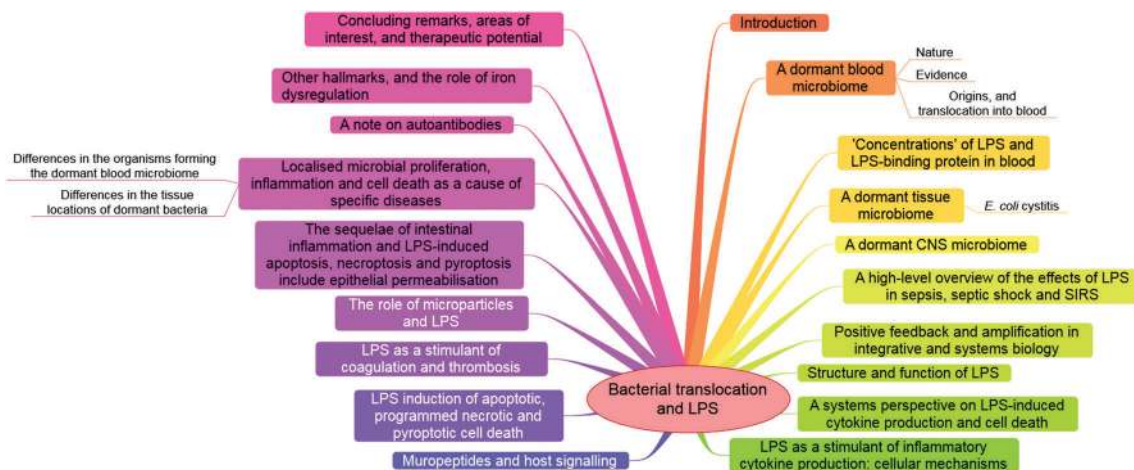 Introduction
A dormant blood
microbiome
Nature
Evidence
Origins, and
translocation into blood
'Concentrations' of LPS and
LPS-binding protein in blood
A dormant tissue
microbiome
E. coli cystitis
A dormant CNS microbiome
A high-level overview of the effects of LPS
in sepsis, septic shock and SIRS
Positive feedback and amplification in
integrative and systems biology
Structure and function of LPS
A systems perspective on LPS-induced
cytokine production and cell death
LPS as a stimulant of inflammatory
cytokine production: cellular mechanisms
Bacterial translocation
and LPS
Muropeptides and host signalling
LPS induction of apoptotic,
programmed necrotic and
pyroptotic cell death
LPS as a stimulant of
coagulation and thrombosis
The role of microparticles
and LPS
The sequelae of intestinal
inflammation and LPS-induced
apoptosis, necroptosis and pyroptosis
include epithelial permeabilisation
Localised microbial proliferation,
inflammation and cell death as a cause of
specific diseases
Differences in the organisms forming
the dormant blood microbiome
Differences in the tissue
locations of dormant bacteria
A note on autoantibodies
Other hallmarks, and the role of iron
dysregulation
Concluding remarks, areas of
interest, and therapeutic potential